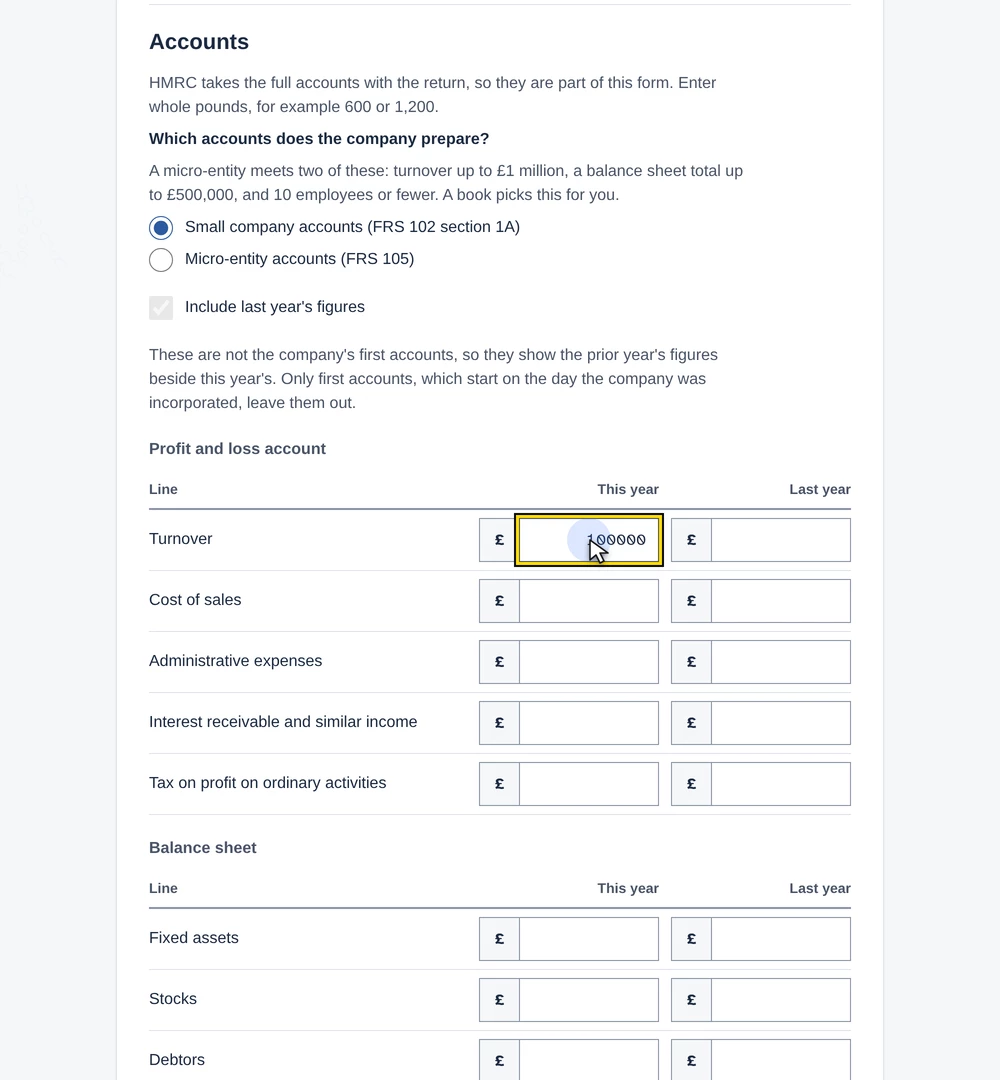 Accounts
HMRC takes the full accounts with the return, so they are part of this form. Enter
whole pounds, for example 600 or 1,200.
Which accounts does the company prepare?
A micro-entity meets two of these: turnover up to £1 million, a balance sheet total up
to £500,000, and 10 employees or fewer. A book picks this for you.
Small company accounts (FRS 102 section 1A)
Micro-entity accounts (FRS 105)
Include last year's figures
These are not the company's first accounts, so they show the prior year's figures
beside this year's. Only first accounts, which start on the day the company was
incorporated, leave them out.
Profit and loss account
Line This year Last year
Turnover £ 100000 £
Cost of sales £ £
Administrative expenses £ £
Interest receivable and similar income £ £
Tax on profit on ordinary activities £ £
Balance sheet
Line This year Last year
Fixed assets £ £
Stocks £ £
Debtors £ £